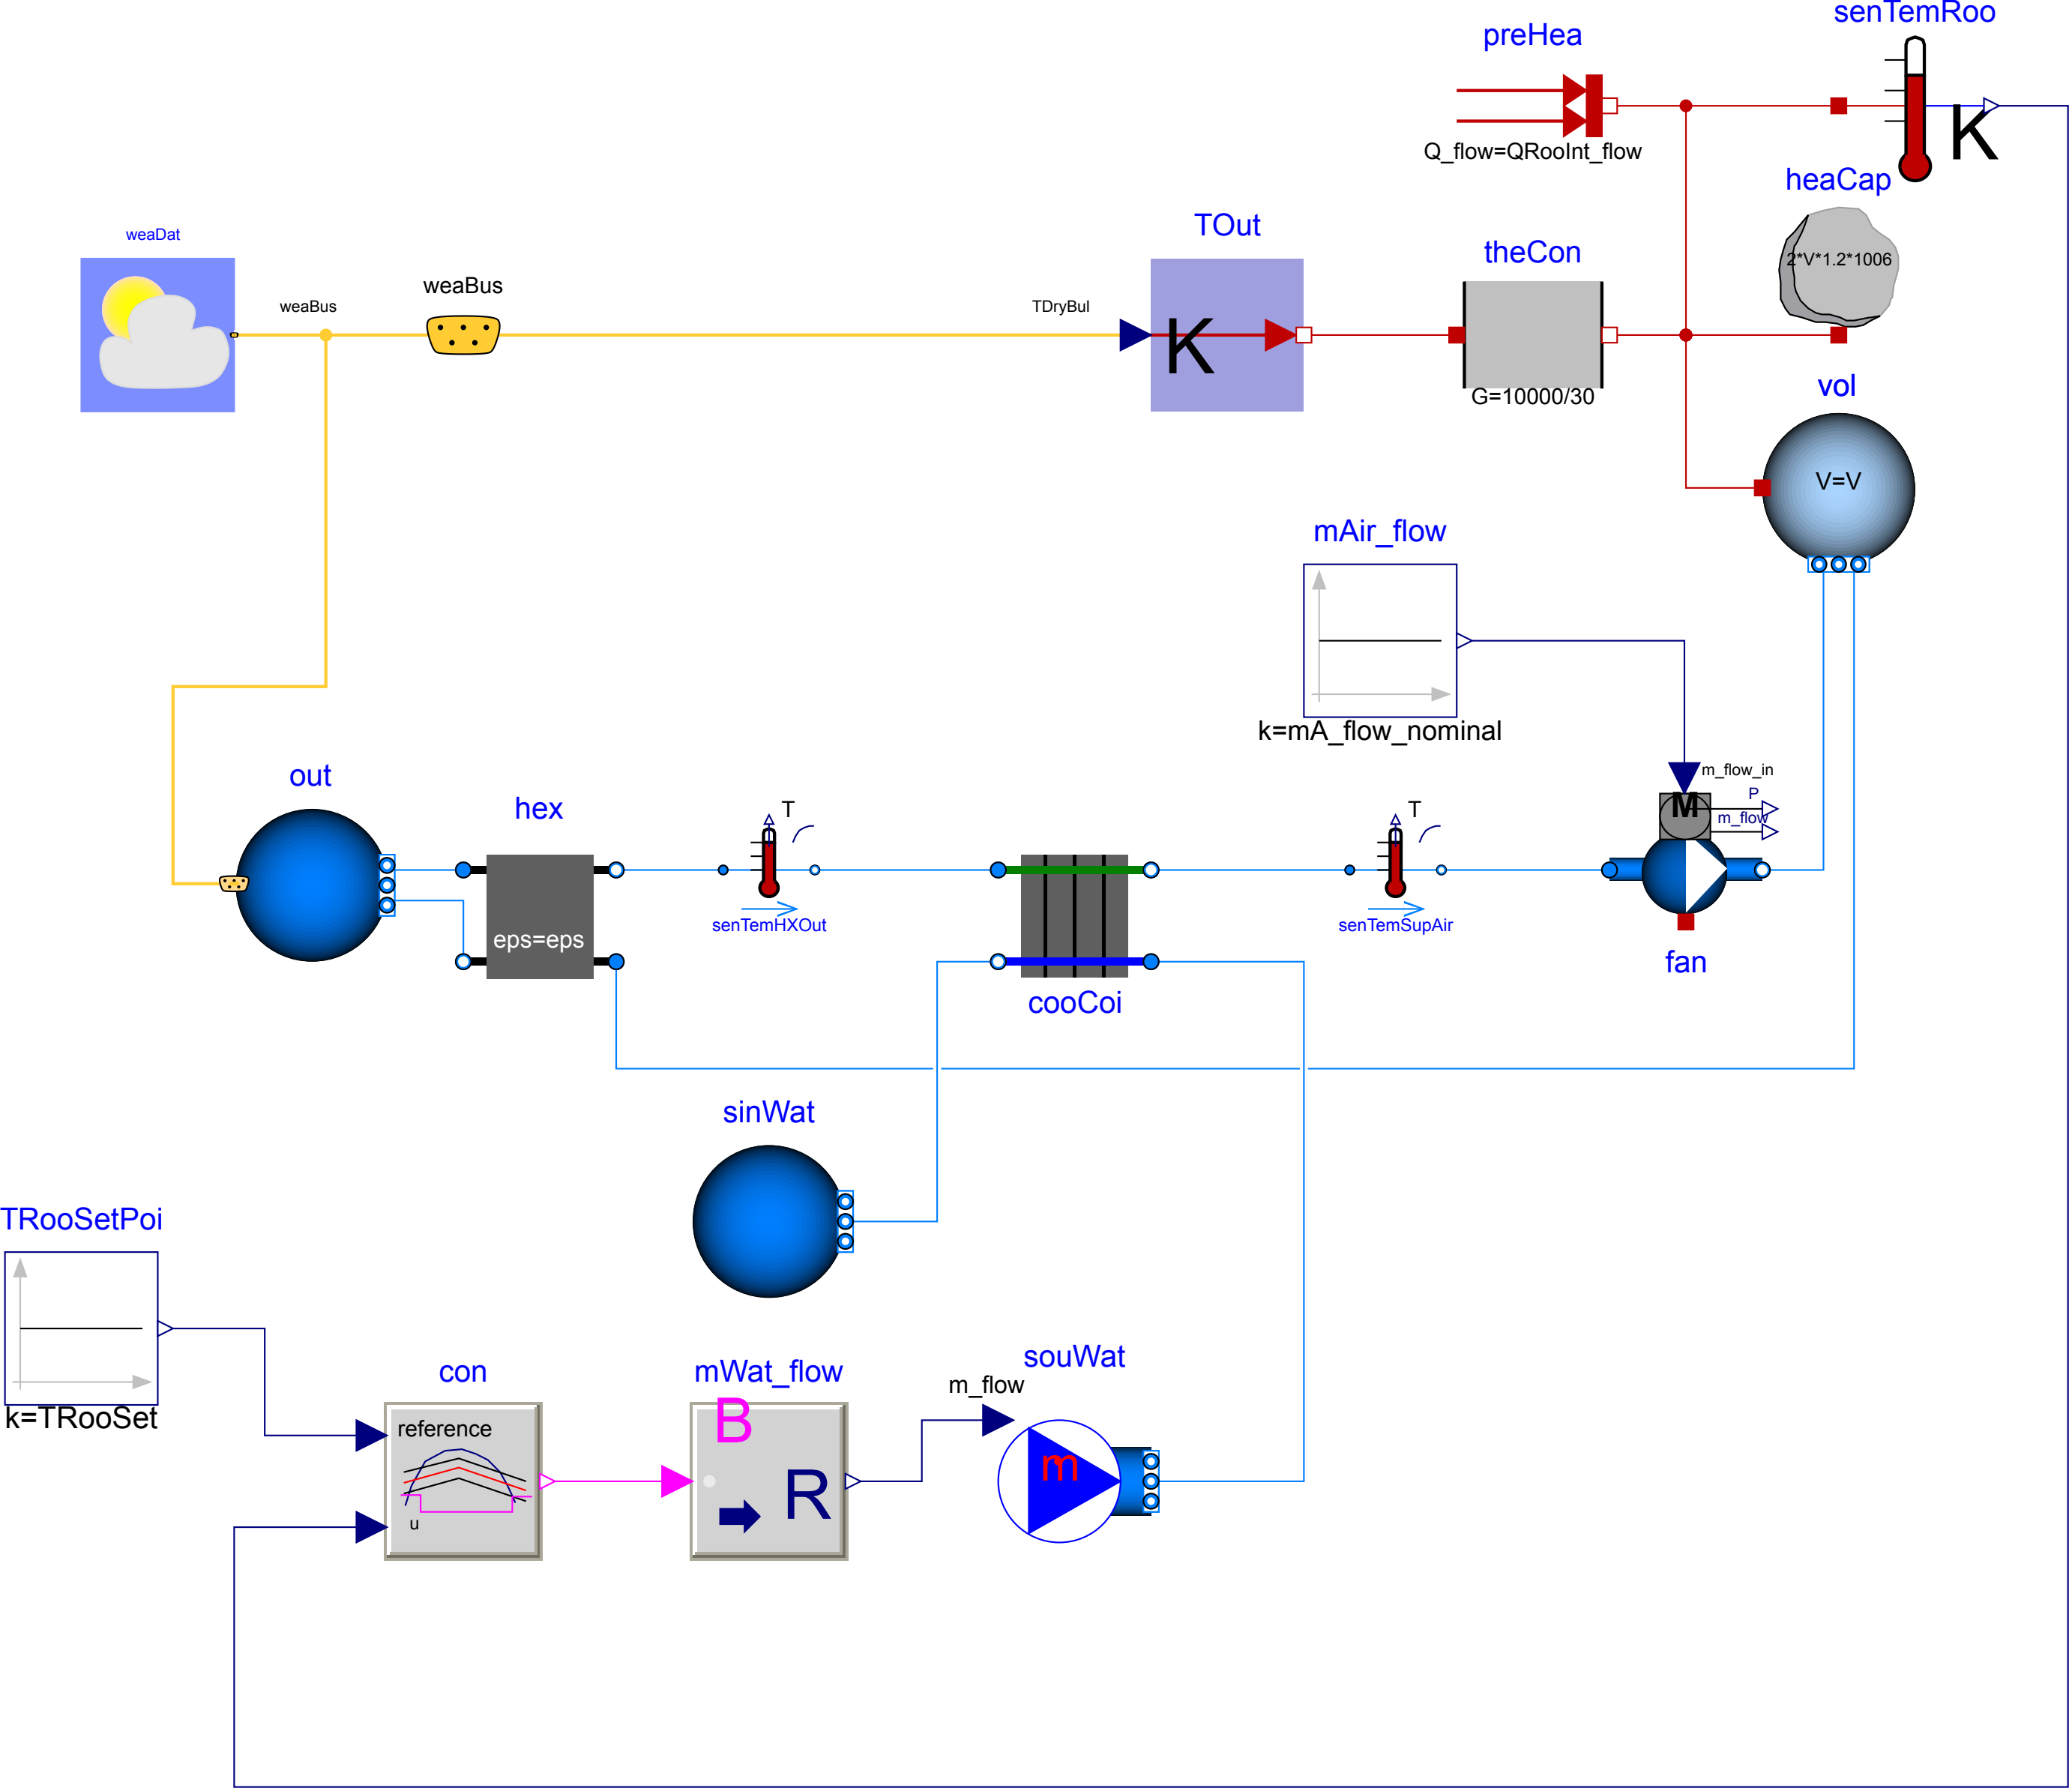 senTemRoo
preHea
K
Q_flow=QRooInt_flow
heaCap
2*V*1.2*1006
weaDat
TOut
theCon
weaBus
weaBus
TDryBul
K
G=10000/30
vol
V=V
mAir_flow
k=mA_flow_nominal
out
hex
T
T
m_flow_in
P
M
m_flow
eps=eps
senTemHXOut
senTemSupAir
fan
cooCoi
sinWat
TRooSetPoi
k=TRooSet
con
mWat_flow
souWat
m_flow
reference
B
m
R
u